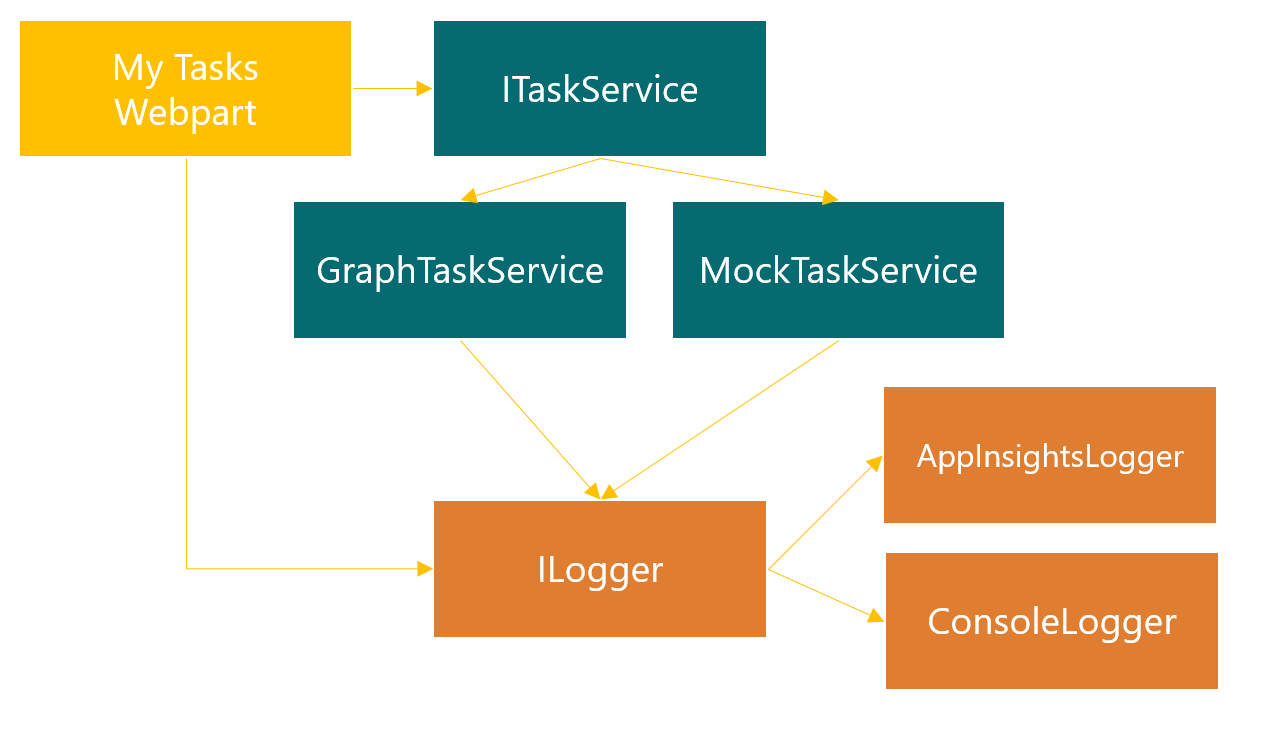 My Tasks
Webpart
ITaskService
GraphTaskService
MockTaskService
AppInsightsLogger
ILogger
ConsoleLogger